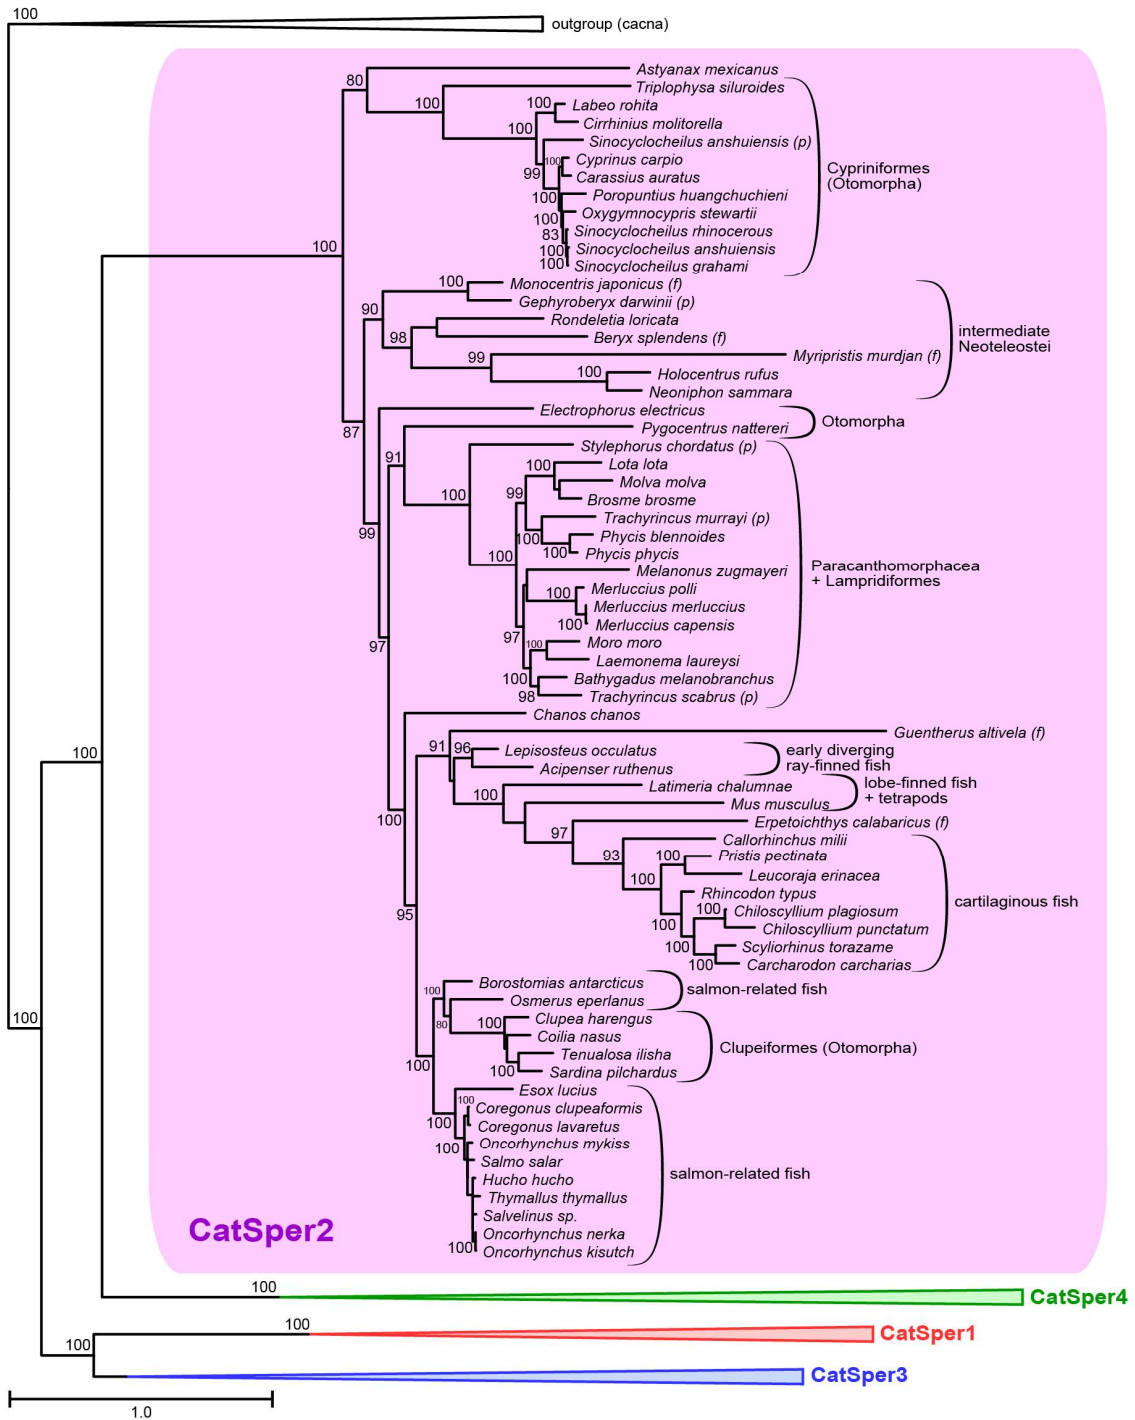 100
outgroup (cacna)
Astyanax mexicanus
80
Triplophysa siluroides
100
100
Labeo rohita
100
Cirrhinius molitorella
Sinocyclocheilus anshuiensis (p)
100
Cyprinus carpio
99
Carassius auratus
Cypriniformes
(Otomorpha)
100
Poropuntius huangchuchieni
100
Oxygymnocypris stewartii
83
Sinocyclocheilus rhinocerous
100
Sinocyclocheilus anshuiensis
100
Sinocyclocheilus grahami
100
100
Monocentris japonicus (f)
Gephyroberyx darwinii (p)
90
Rondeletia loricata
98
Beryx splendens (f)
intermediate
Neoteleostei
99
Myripristis murdjan (f)
100
Holocentrus rufus
Neoniphon sammara
87
Electrophorus electricus
Pygocentrus nattereri
Otomorpha
91
Stylephorus chordatus (p)
100
100
Lota lota
99
Molva molva
Brosme brosme
99
Trachyrincus murrayi (p)
100
Phycis blennoides
100
Phycis phycis
100
Melanonus zugmayeri
Paracanthomorphacea
+ Lampridiformes
100
Merluccius polli
Merluccius merluccius
100
Merluccius capensis
97
97
100
Moro moro
Laemonema laureysi
100
Bathygadus melanobranchus
98
Trachyrincus scabrus (p)
Chanos chanos
Guentherus altivela (f)
91
96
Lepisosteus occulatus
Acipenser ruthenus
early diverging
ray-finned fish
100
100
Latimeria chalumnae
Mus musculus
lobe-finned fish
+ tetrapods
100
97
Erpetoichthys calabaricus (f)
93
Callorhinchus milii
100
Pristis pectinata
100
Leucoraja erinacea
Rhincodon typus
cartilaginous fish
95
100
100
Chiloscyllium plagiosum
Chiloscyllium punctatum
100
Scyliorhinus torazame
100
Carcharodon carcharias
100
Borostomias antarcticus
Osmerus eperlanus
salmon-related fish
80
100
Clupea harengus
Coilia nasus
Clupeiformes (Otomorpha)
100
100
Tenualosa ilisha
Sardina pilchardus
Esox lucius
100
100
Coregonus clupeaformis
Coregonus lavaretus
100
Oncorhynchus mykiss
Salmo salar
salmon-related fish
Hucho hucho
Thymallus thymallus
Salvelinus sp.
Oncorhynchus nerka
100
Oncorhynchus kisutch
100
CatSper2
100
CatSper4
100
CatSper1
100
CatSper3
1.0